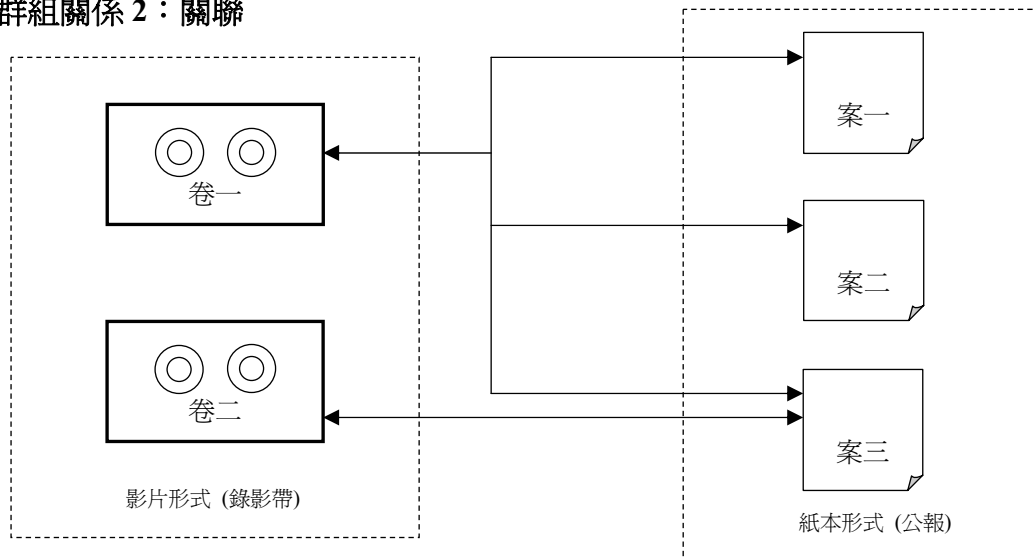 群組關係 2：關聯
卷一
卷二
影片形式 (錄影帶)
案一
案二
案三
紙本形式 (公報)